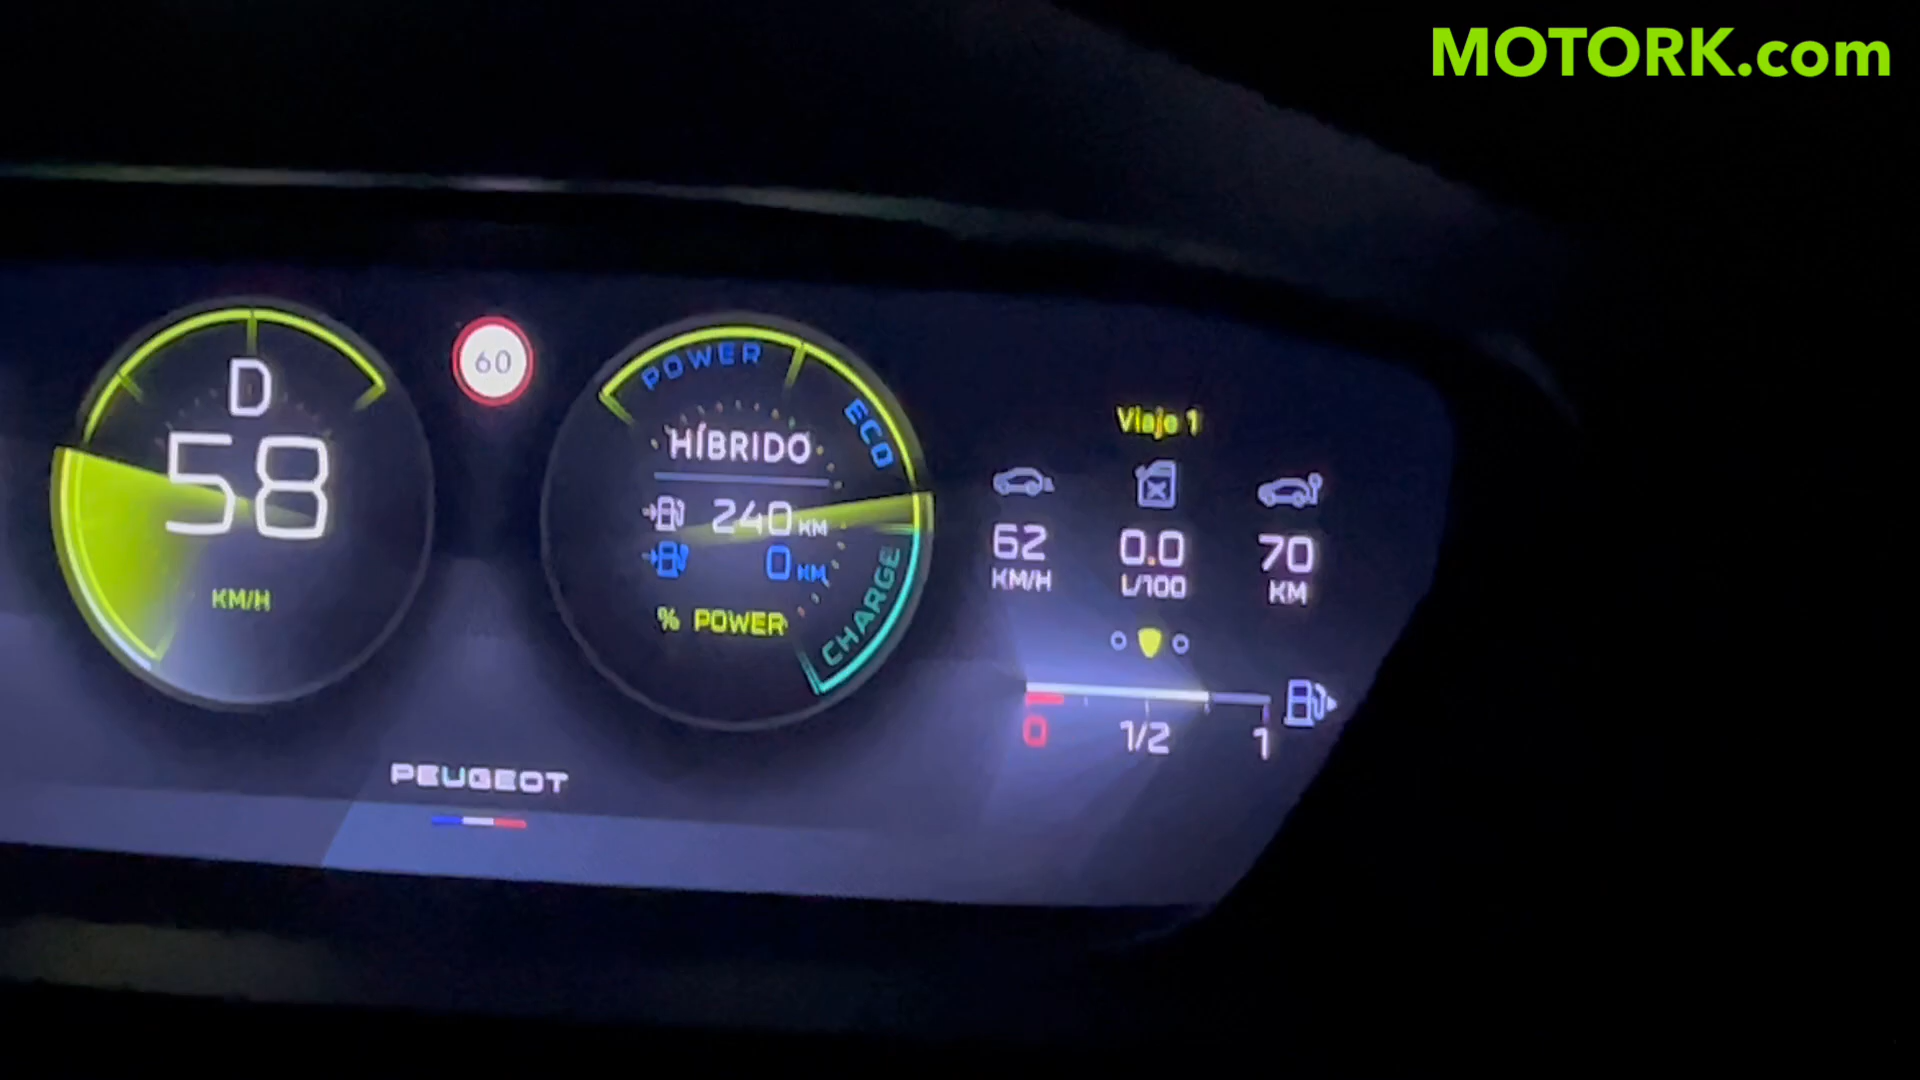 MOTORK.com
D
58
KM/H
60
POWER
ECO
CHARGE
HÍBRIDO
240 KM
0 KM
% POWER
Viaje 1
62
KM/H
0.0
L/100
70
KM
0
1/2
1
PEUGEOT